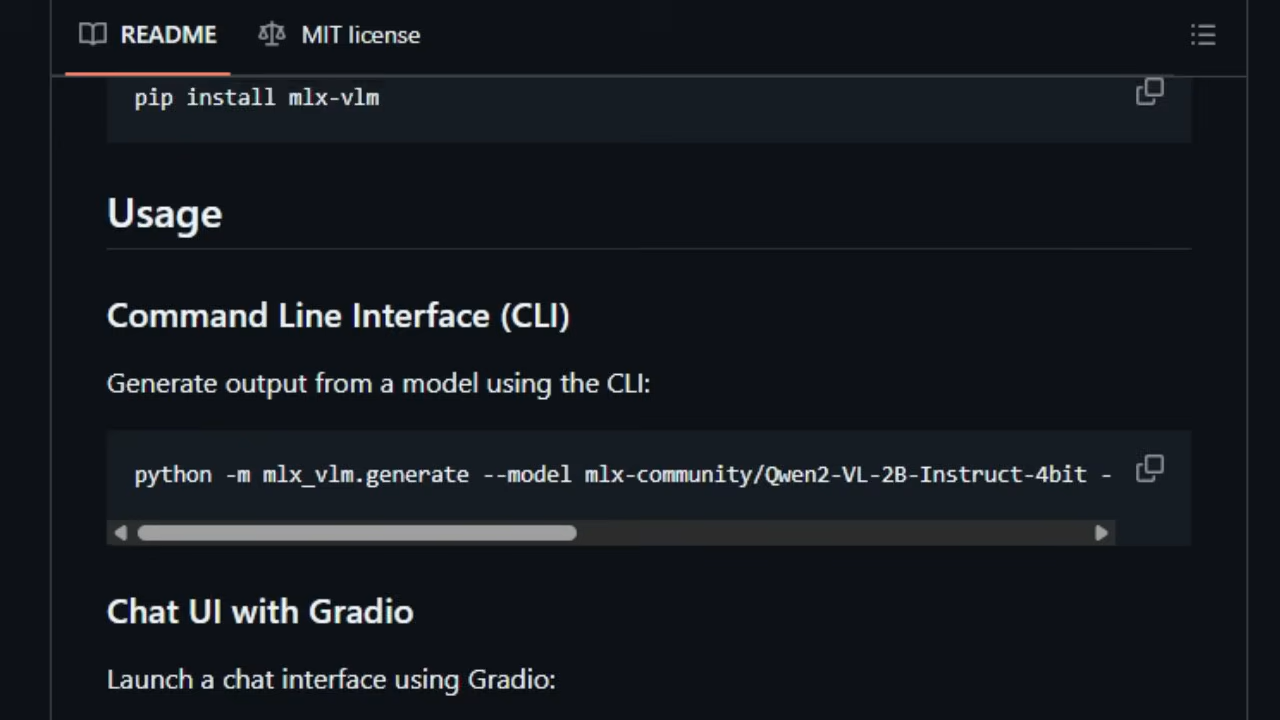 README
MIT license
pip install mlx-vlm
Usage
Command Line Interface (CLI)
Generate output from a model using the CLI:
python -m mlx_vlm.generate --model mlx-community/Qwen2-VL-2B-Instruct-4bit -
Chat UI with Gradio
Launch a chat interface using Gradio: